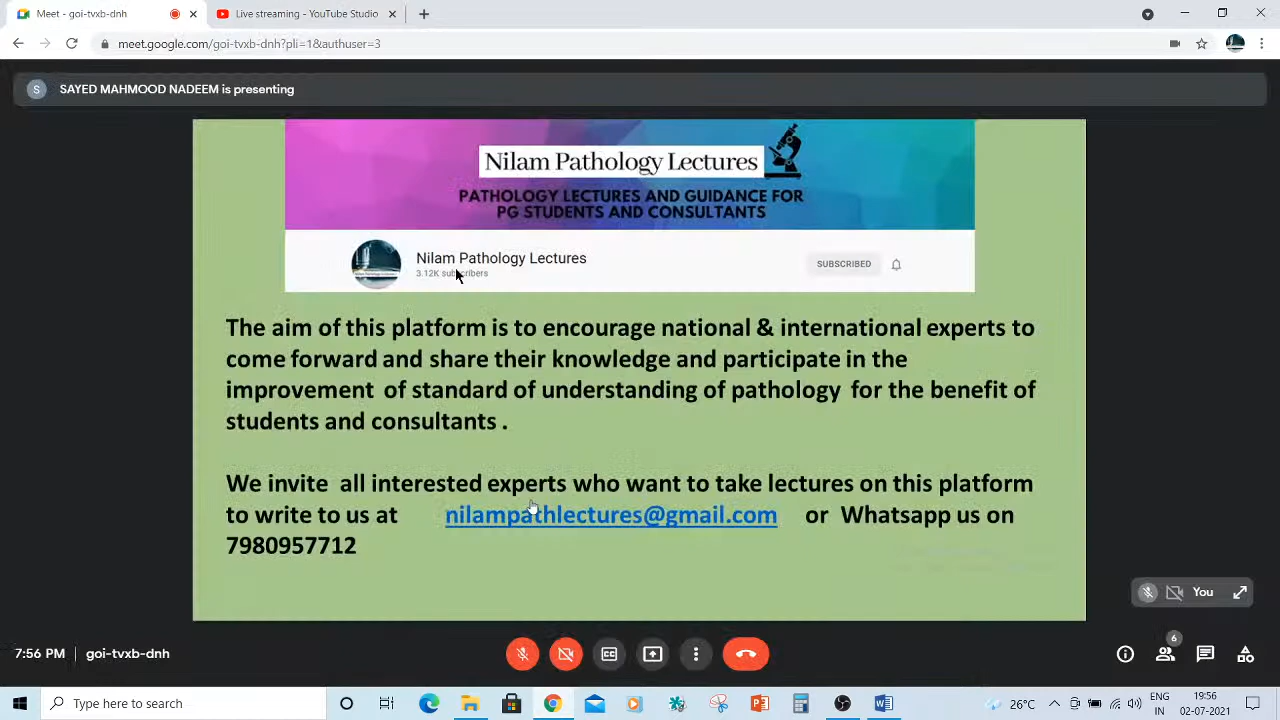 Meet - goi-tvxb-dnh
Live streaming - YouTube Studio
meet.google.com/goi-tvxb-dnh?pli=1&authuser=3
S
SAYED MAHMOOD NADEEM is presenting
Nilam Pathology Lectures
PATHOLOGY LECTURES AND GUIDANCE FOR
PG STUDENTS AND CONSULTANTS
Nilam Pathology Lectures
3.12K subscribers
SUBSCRIBED
The aim of this platform is to encourage national & international experts to
come forward and share their knowledge and participate in the
improvement of standard of understanding of pathology for the benefit of
students and consultants .
We invite all interested experts who want to take lectures on this platform
to write to us at nilampathlectures@gmail.com or Whatsapp us on
7980957712
You
6
7:56 PM | goi-tvxb-dnh
Type here to search
26°C
ENG
IN
19:56
02-07-2021